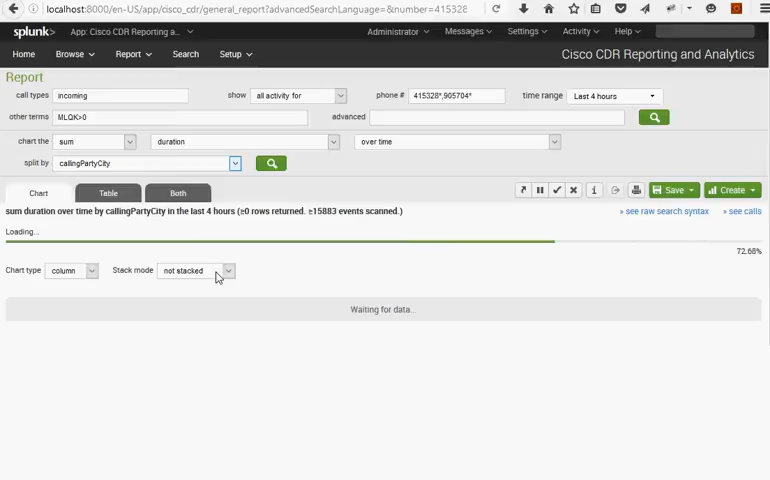 localhost:8000/en-US/app/cisco_cdr/general_report?advancedSearchLanguage=&number=415328
splunk> App: Cisco CDR Reporting a... Administrator Messages Settings Activity Help
Home Browse Report Search Setup Cisco CDR Reporting and Analytics
Report
call types incoming show all activity for phone # 415328*,905704* time range Last 4 hours
other terms MLQK>0 advanced
chart the sum duration over time
split by callingPartyCity
Chart Table Both Save Create
sum duration over time by callingPartyCity in the last 4 hours (≥0 rows returned. ≥15883 events scanned.) » see raw search syntax » see calls
Loading...
72.68%
Chart type column Stack mode not stacked
Waiting for data...